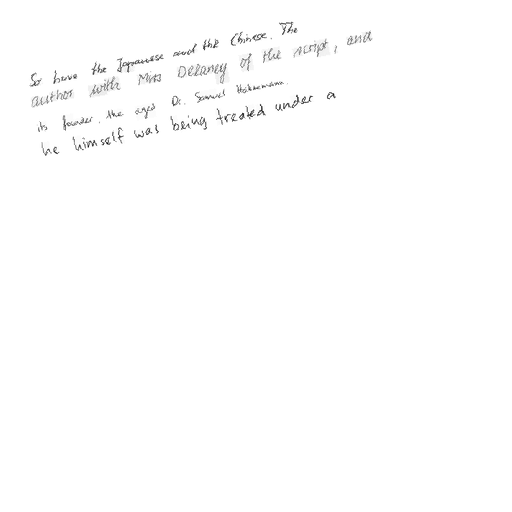 So have the Japanese and the Chinese. The
author with Miss Delaney of the script, and
its founder, the aged Dr. Samuel Hahnemann.
he himself was being treated under a